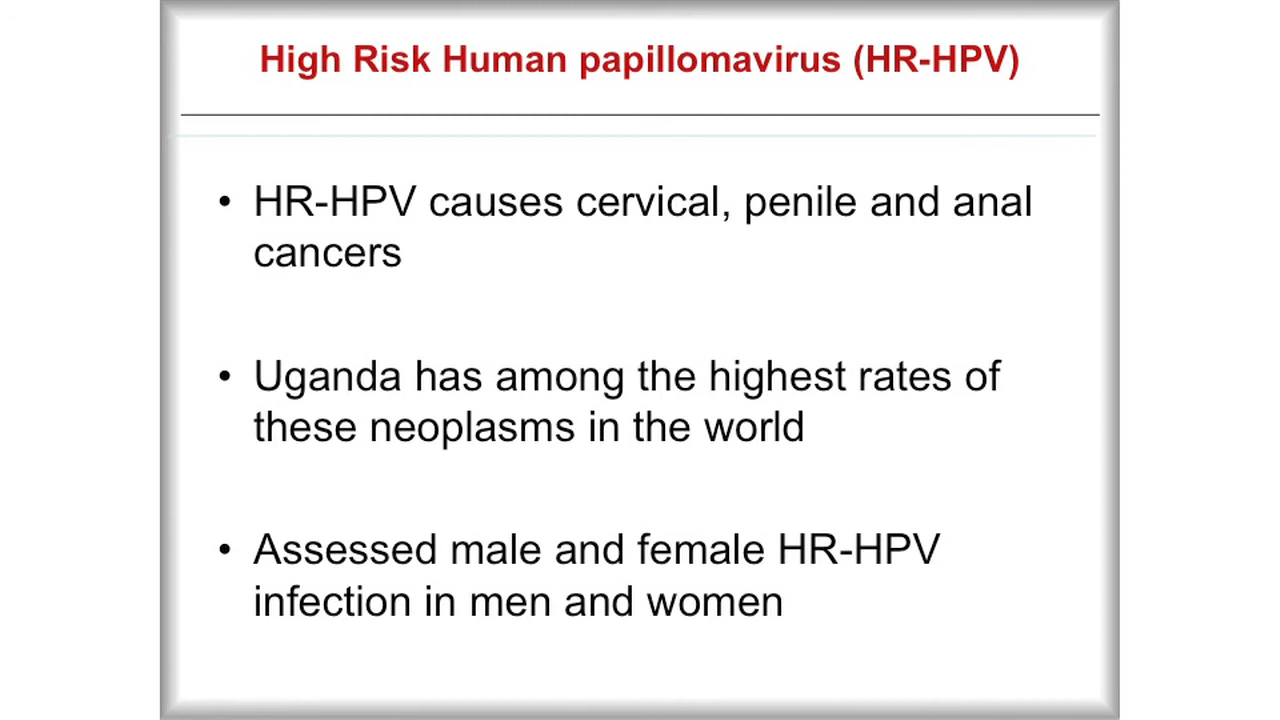 High Risk Human papillomavirus (HR-HPV)
• HR-HPV causes cervical, penile and anal
cancers
• Uganda has among the highest rates of
these neoplasms in the world
• Assessed male and female HR-HPV
infection in men and women